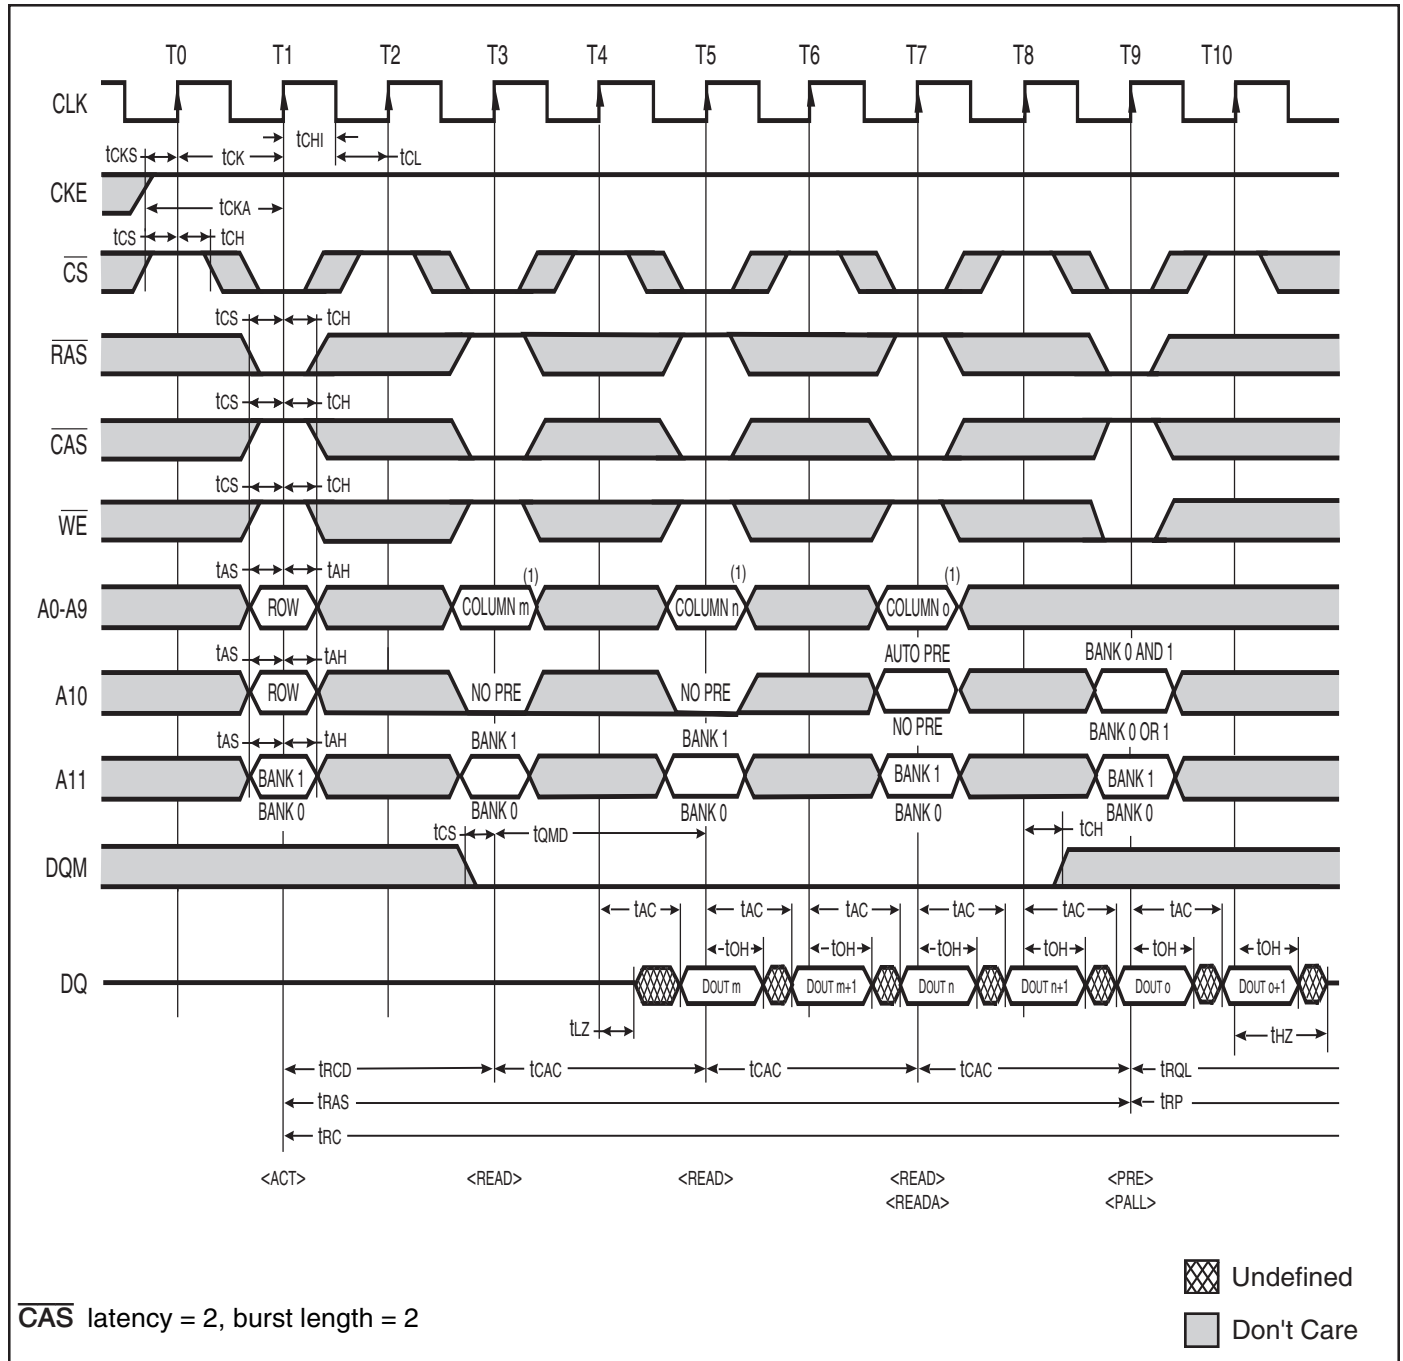 T0 T1 T2 T3 T4 T5 T6 T7 T8 T9 T10
CLK
tCHI
tCKS tCK tCL
CKE
tCKA
tCS tCH
CS
tCS tCH
RAS
tCS tCH
CAS
tCS tCH
WE
tAS tAH (1) (1) (1)
A0-A9 ROW COLUMN m COLUMN n COLUMN o
tAS tAH AUTO PRE BANK 0 AND 1
A10 ROW NO PRE NO PRE
NO PRE BANK 0 OR 1
tAS tAH BANK 1 BANK 1
A11 BANK 1 BANK 1 BANK 1
BANK 0 BANK 0 BANK 0 BANK 0 BANK 0
tCS tQMD tCH
DQM
tAC tAC tAC tAC tAC tAC
tOH tOH tOH tOH tOH tOH
DQ DOUT m DOUT m+1 DOUT n DOUT n+1 DOUT o DOUT o+1
tLZ tHZ
tRCD tCAC tCAC tCAC tRQL
tRAS tRP
tRC
<ACT> <READ> <READ> <READ> <PRE>
<READA> <PALL>
Undefined
CAS latency = 2, burst length = 2
Don't Care